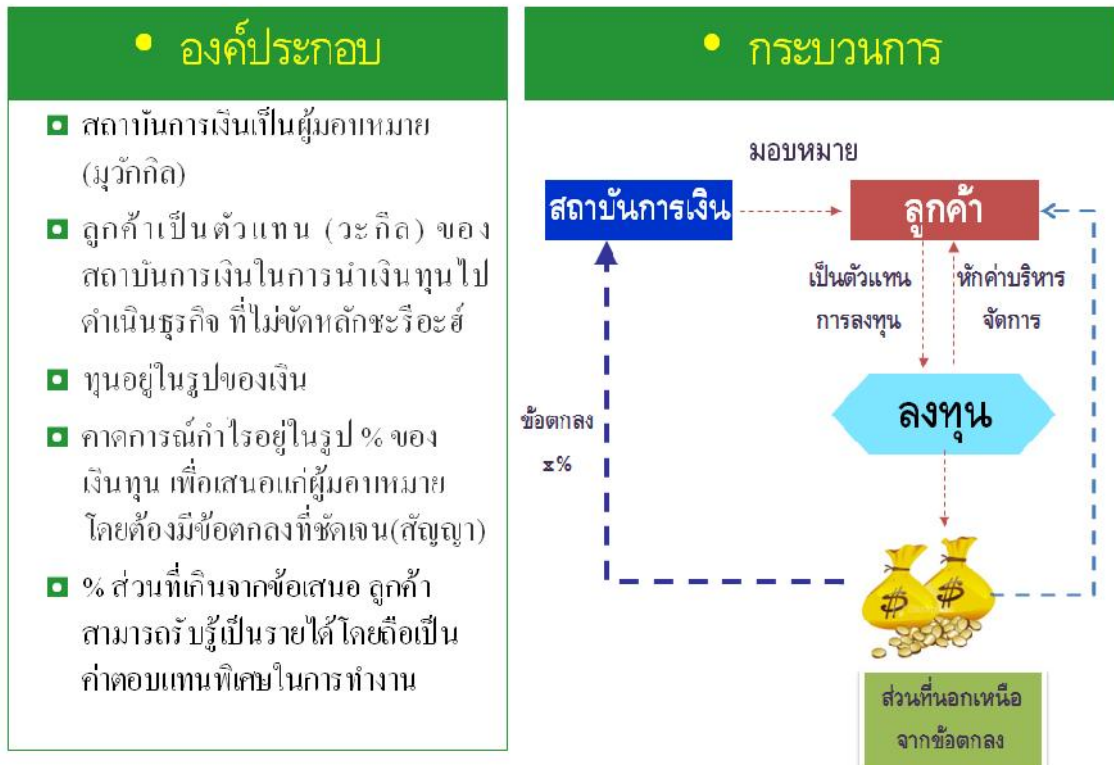 • องค์ประกอบ
สถาบันการเงินเป็นผู้มอบหมาย
(มุวักกิล)
ลูกค้าเป็นตัวแทน (วะกีล) ของ
สถาบันการเงินในการนำเงินทุนไป
ดำเนินธุรกิจ ที่ไม่ขัดหลักชะรีอะฮ์
ทุนอยู่ในรูปของเงิน
คาดการณ์กำไรอยู่ในรูป % ของ
เงินทุน เพื่อเสนอแก่ผู้มอบหมาย
โดยต้องมีข้อตกลงที่ชัดเจน(สัญญา)
% ส่วนที่เกินจากข้อเสนอ ลูกค้า
สามารถรับรู้เป็นรายได้โดยถือเป็น
ค่าตอบแทนพิเศษในการทำงาน
• กระบวนการ
มอบหมาย
สถาบันการเงิน
ลูกค้า
เป็นตัวแทน
การลงทุน
หักค่าบริหาร
จัดการ
ลงทุน
ข้อตกลง
x%
$ $
ส่วนที่นอกเหนือ
จากข้อตกลง